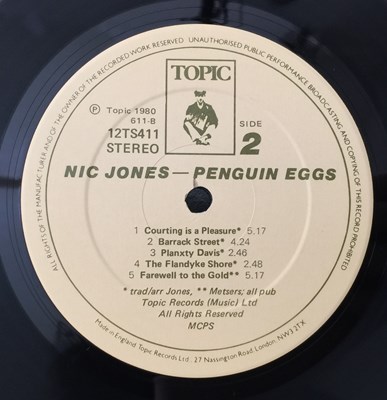 ALL RIGHTS OF THE MANUFACTURER AND OF THE OWNER OF THE RECORDED WORK RESERVED. UNAUTHORISED PUBLIC PERFORMANCE BROADCASTING AND COPYING OF THIS RECORD PROHIBITED
TOPIC
Ⓟ Topic 1980
611-B
12TS411
STEREO
SIDE
2
NIC JONES — PENGUIN EGGS
1 Courting is a Pleasure* 5.17
2 Barrack Street* 4.24
3 Planxty Davis* 2.46
4 The Flandyke Shore* 2.48
5 Farewell to the Gold** 5.17
* trad/arr Jones, ** Metsers; all pub
Topic Records (Music) Ltd
All Rights Reserved
MCPS
Made in England Topic Records Ltd · 27 Nassington Road, London, NW3 2TX